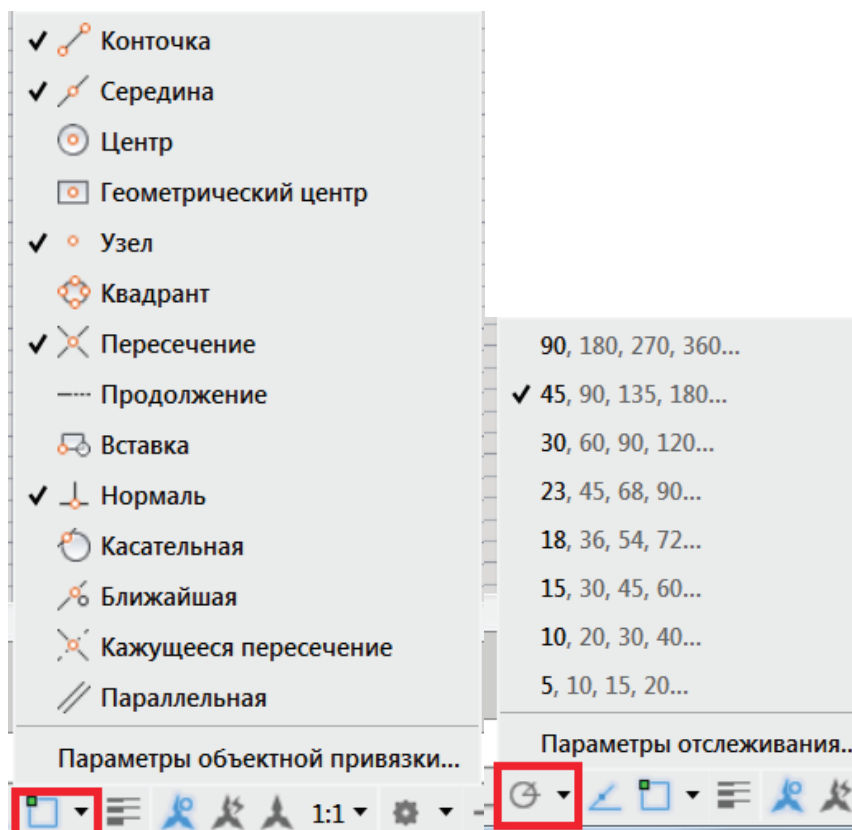 Конточка
Середина
Центр
Геометрический центр
Узел
Квадрант
Пересечение
Продолжение
Вставка
Нормаль
Касательная
Ближайшая
Кажущееся пересечение
Параллельная
Параметры объектной привязки...
1:1
90, 180, 270, 360...
45, 90, 135, 180...
30, 60, 90, 120...
23, 45, 68, 90...
18, 36, 54, 72...
15, 30, 45, 60...
10, 20, 30, 40...
5, 10, 15, 20...
Параметры отслеживания..